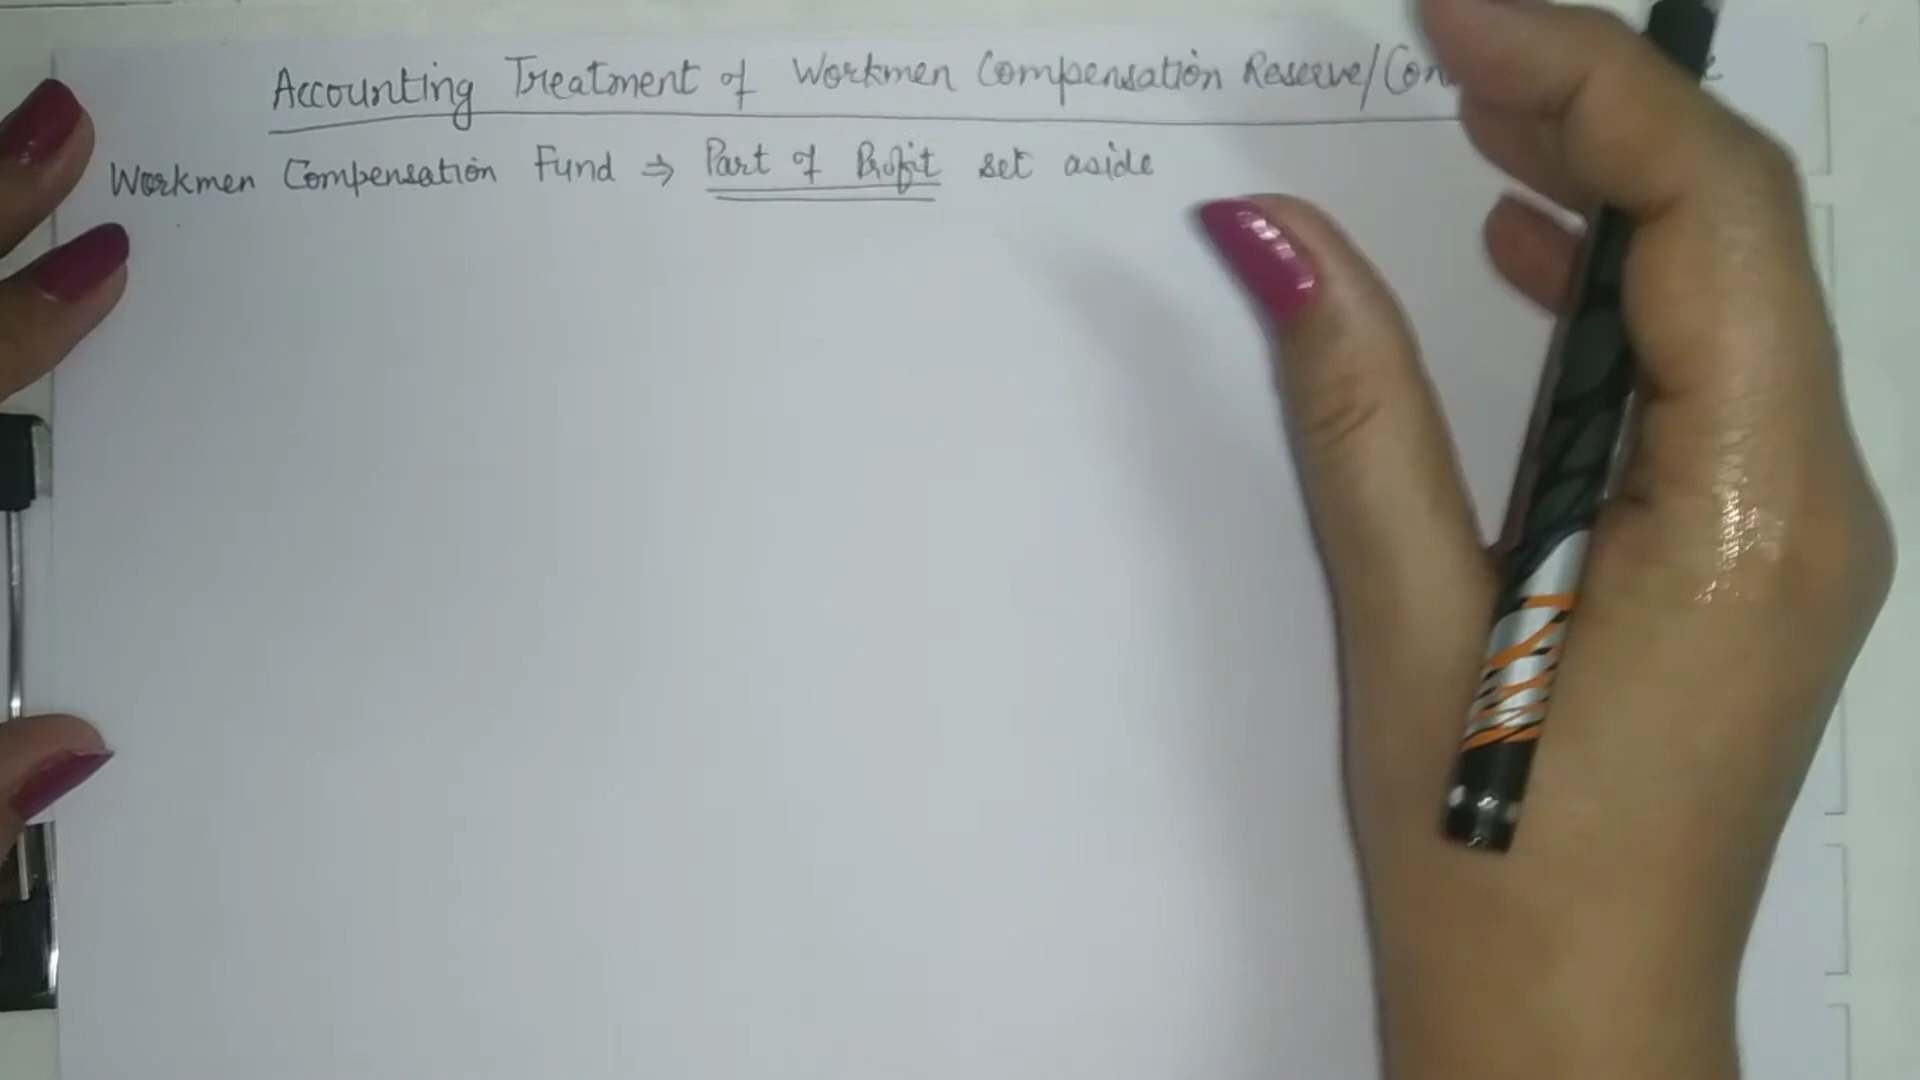 Accounting Treatment of Workmen Compensation Reserve/
Workmen Compensation Fund ⇒ Part of Profit set aside